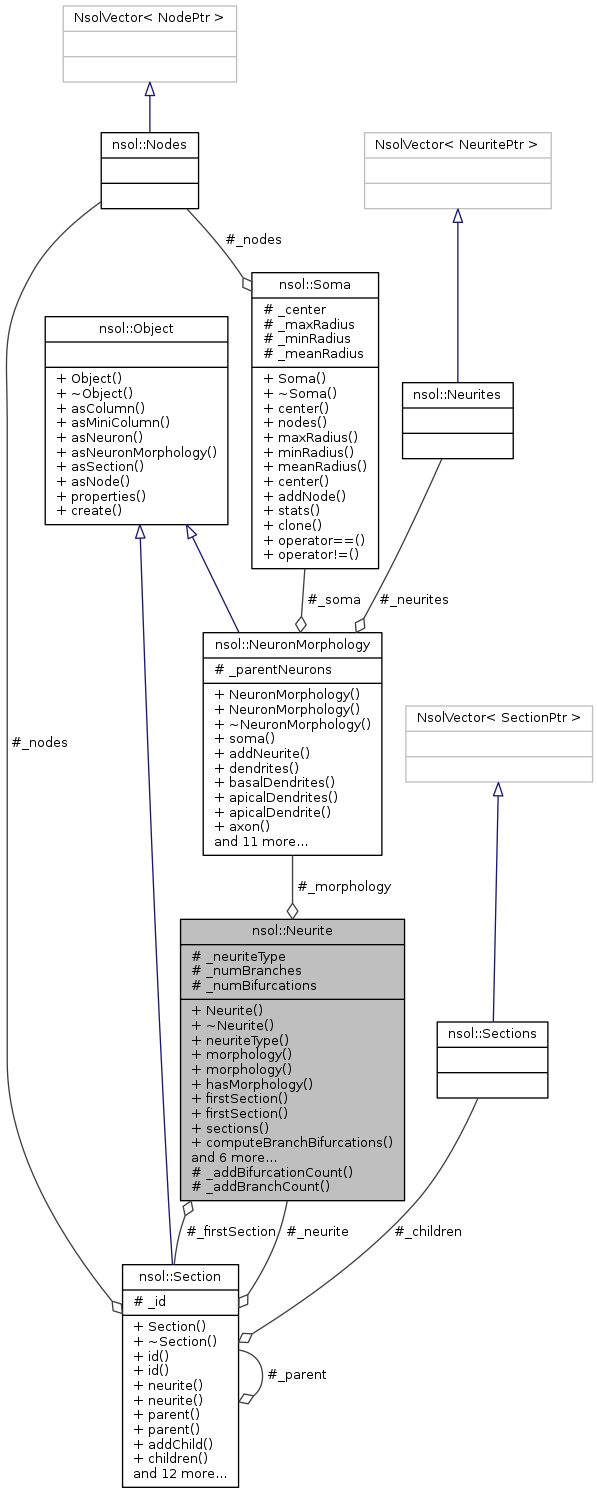 NsolVector< NodePtr >
nsol::Nodes
NsolVector< NeuritePtr >
#_nodes
nsol::Soma
# _center
# _maxRadius
# _minRadius
# _meanRadius
+ Soma()
+ ~Soma()
+ center()
+ nodes()
+ maxRadius()
+ minRadius()
+ meanRadius()
+ center()
+ addNode()
+ stats()
+ clone()
+ operator==()
+ operator!=()
nsol::Object
+ Object()
+ ~Object()
+ asColumn()
+ asMiniColumn()
+ asNeuron()
+ asNeuronMorphology()
+ asSection()
+ asNode()
+ properties()
+ create()
nsol::Neurites
#_soma
#_neurites
nsol::NeuronMorphology
# _parentNeurons
+ NeuronMorphology()
+ NeuronMorphology()
+ ~NeuronMorphology()
+ soma()
+ addNeurite()
+ dendrites()
+ basalDendrites()
+ apicalDendrites()
+ apicalDendrite()
+ axon()
and 11 more...
NsolVector< SectionPtr >
#_nodes
#_morphology
nsol::Neurite
# _neuriteType
# _numBranches
# _numBifurcations
+ Neurite()
+ ~Neurite()
+ neuriteType()
+ morphology()
+ morphology()
+ hasMorphology()
+ firstSection()
+ firstSection()
+ sections()
+ computeBranchBifurcations()
and 6 more...
# _addBifurcationCount()
# _addBranchCount()
nsol::Sections
#_firstSection
#_neurite
#_children
nsol::Section
# _id
+ Section()
+ ~Section()
+ id()
+ id()
+ neurite()
+ neurite()
+ parent()
+ parent()
+ addChild()
+ children()
and 12 more...
#_parent